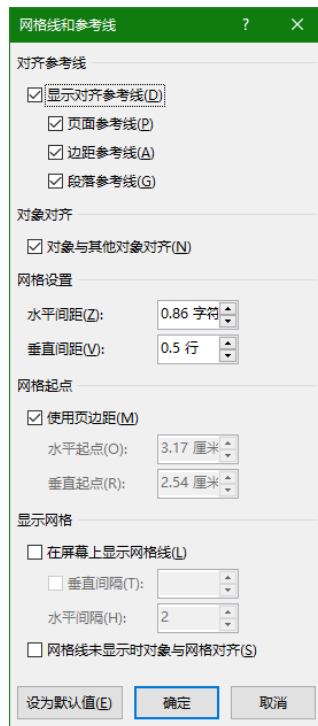 网格线和参考线 ?
对齐参考线
显示对齐参考线(D)
页面参考线(P)
边距参考线(A)
段落参考线(G)
对象对齐
对象与其他对象对齐(N)
网格设置
水平间距(Z): 0.86 字符
垂直间距(V): 0.5 行
网格起点
使用页边距(M)
水平起点(O): 3.17 厘米
垂直起点(R): 2.54 厘米
显示网格
在屏幕上显示网格线(L)
垂直间隔(T):
水平间隔(H): 2
网格线未显示时对象与网格对齐(S)
设为默认值(E) 确定 取消